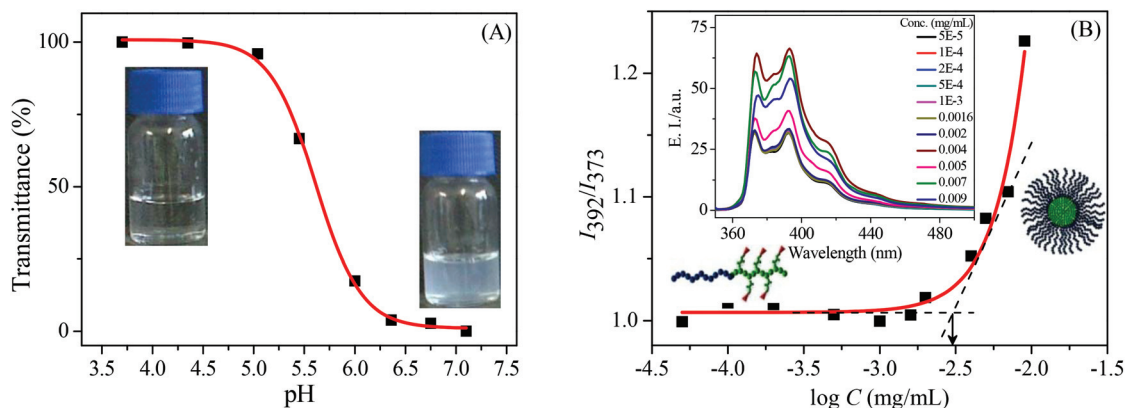 (A)
Transmittance (%)
100
50
0
3.5 4.0 4.5 5.0 5.5 6.0 6.5 7.0 7.5
pH
(B)
I392/I373
1.2
1.1
1.0
-4.5 -4.0 -3.5 -3.0 -2.5 -2.0 -1.5
log C (mg/mL)
E. I./a.u.
75
50
25
0
360 400 440 480
Wavelength (nm)
Conc. (mg/mL)
5E-5
1E-4
2E-4
5E-4
1E-3
0.0016
0.002
0.004
0.005
0.007
0.009